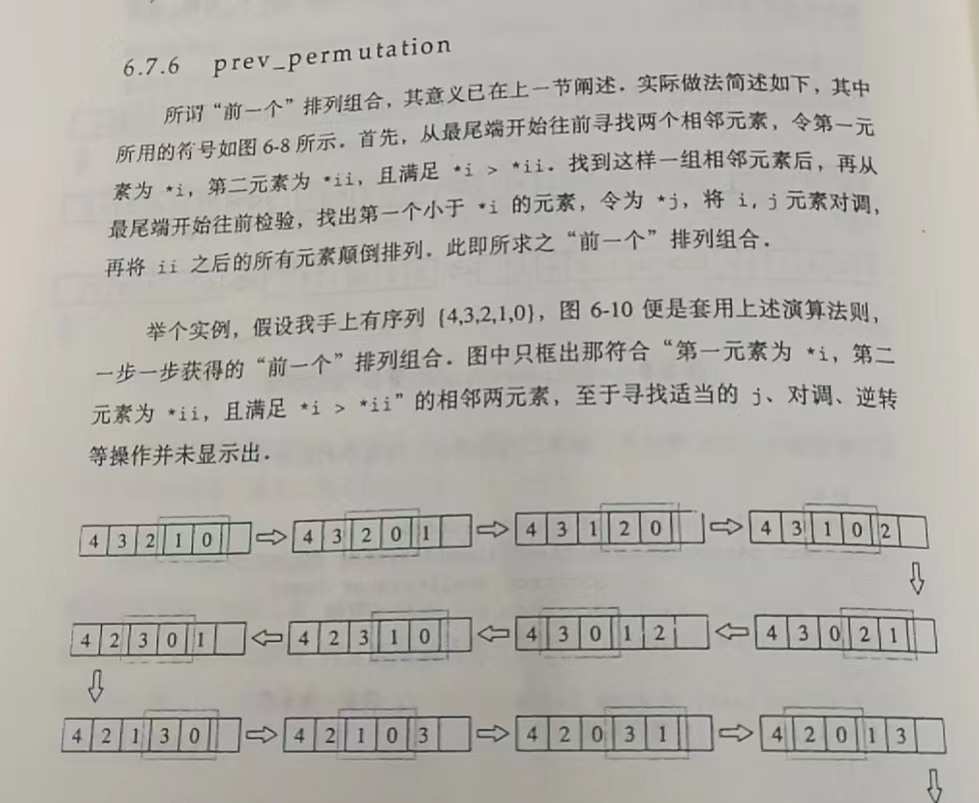 6.7.6 prev_permutation
所谓“前一个”排列组合，其意义已在上一节阐述．实际做法简述如下，其中
所用的符号如图 6-8 所示．首先，从最尾端开始往前寻找两个相邻元素，令第一元
素为 *i，第二元素为 *ii，且满足 *i > *ii．找到这样一组相邻元素后，再从
最尾端开始往前检验，找出第一个小于 *i 的元素，令为 *j，将 i, j 元素对调，
再将 ii 之后的所有元素颠倒排列．此即所求之“前一个”排列组合．
举个实例，假设我手上有序列 {4,3,2,1,0}，图 6-10 便是套用上述演算法则，
一步一步获得的“前一个”排列组合．图中只框出那符合“第一元素为 *i，第二
元素为 *ii，且满足 *i > *ii”的相邻两元素，至于寻找适当的 j、对调、逆转
等操作并未显示出．
4 3 2 1 0 ⇨ 4 3 2 0 1 ⇨ 4 3 1 2 0 ⇨ 4 3 1 0 2
4 2 3 0 1 ⇦ 4 2 3 1 0 ⇦ 4 3 0 1 2 ⇦ 4 3 0 2 1
4 2 1 3 0 ⇨ 4 2 1 0 3 ⇨ 4 2 0 3 1 ⇨ 4 2 0 1 3